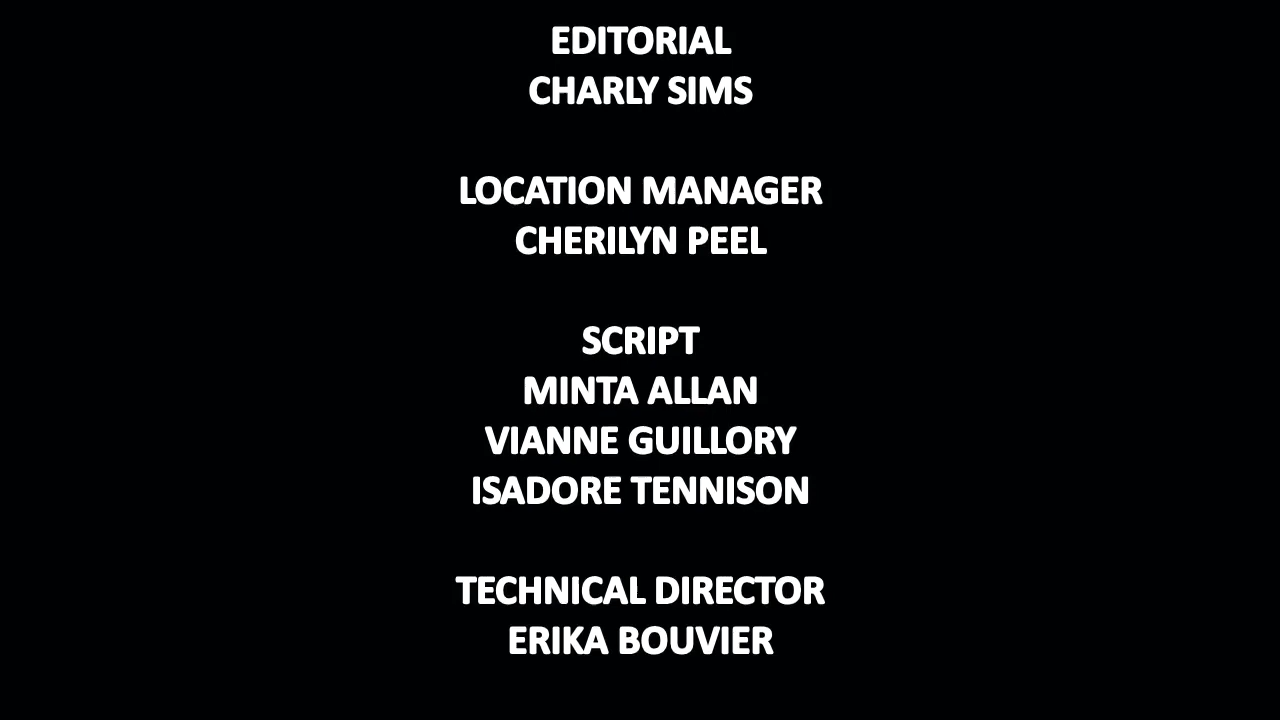 EDITORIAL
CHARLY SIMS
LOCATION MANAGER
CHERILYN PEEL
SCRIPT
MINTA ALLAN
VIANNE GUILLORY
ISADORE TENNISON
TECHNICAL DIRECTOR
ERIKA BOUVIER